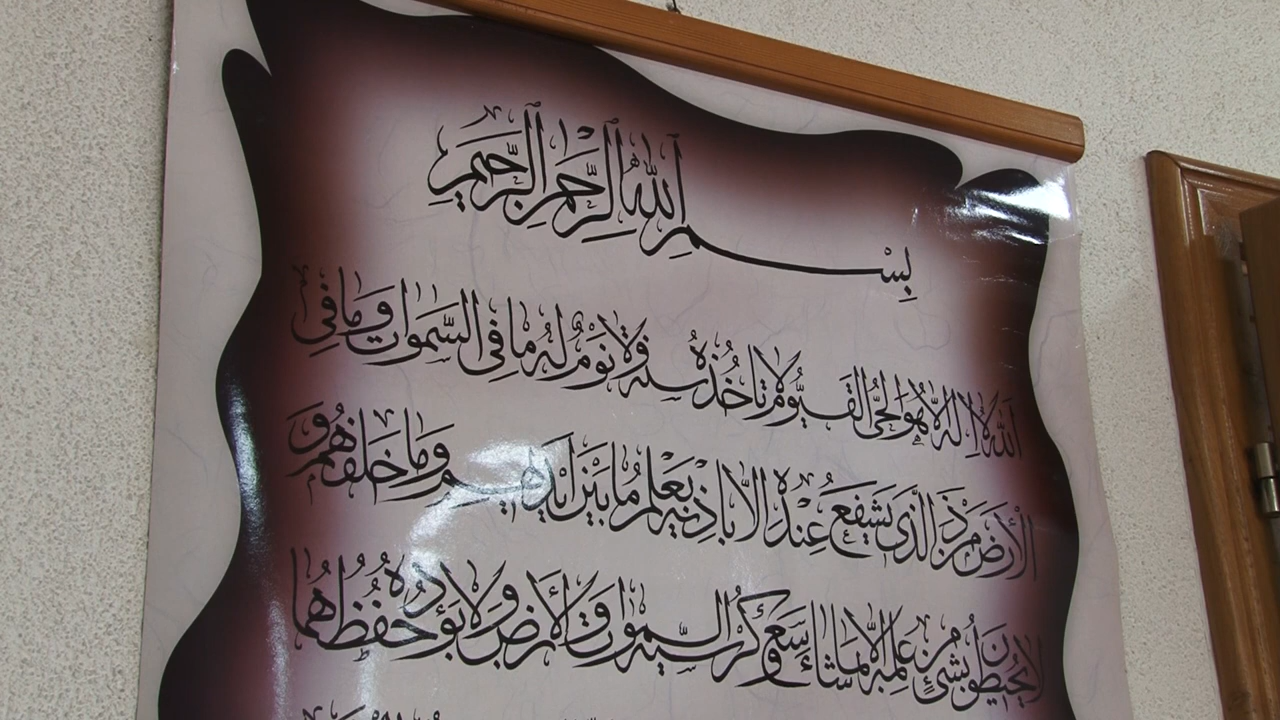 بسم الله الرحمن الرحيم
الله لا إله إلا هو الحي القيوم لا تأخذه سنة ولا نوم له ما في السموات وما في
الأرض من ذا الذي يشفع عنده إلا بإذنه يعلم ما بين أيديهم وما خلفهم و
لا يحيطون بشيء من علمه إلا بما شاء وسع كرسيه السموات والأرض ولا يؤده حفظهما